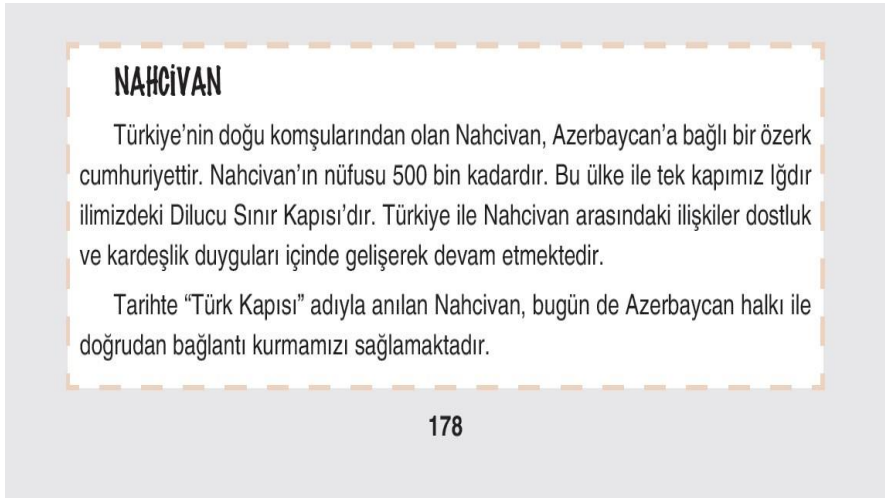 NAHCİVAN
Türkiye’nin doğu komşularından olan Nahcivan, Azerbaycan’a bağlı bir özerk
cumhuriyettir. Nahcivan’ın nüfusu 500 bin kadardır. Bu ülke ile tek kapımız Iğdır
ilimizdeki Dilucu Sınır Kapısı’dır. Türkiye ile Nahcivan arasındaki ilişkiler dostluk
ve kardeşlik duyguları içinde gelişerek devam etmektedir.
Tarihte “Türk Kapısı” adıyla anılan Nahcivan, bugün de Azerbaycan halkı ile
doğrudan bağlantı kurmamızı sağlamaktadır.
178